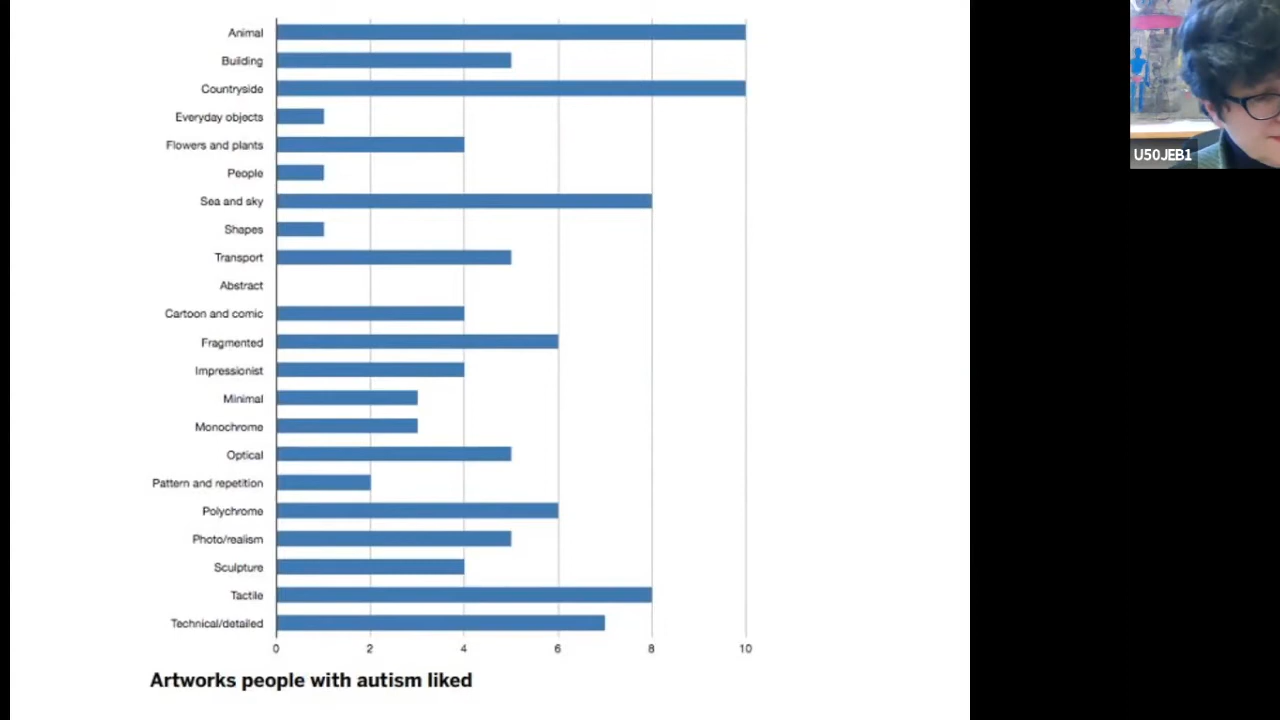 Animal
Building
Countryside
Everyday objects
Flowers and plants
People
Sea and sky
Shapes
Transport
Abstract
Cartoon and comic
Fragmented
Impressionist
Minimal
Monochrome
Optical
Pattern and repetition
Polychrome
Photo/realism
Sculpture
Tactile
Technical/detailed
0 2 4 6 8 10
Artworks people with autism liked
U50JEB1